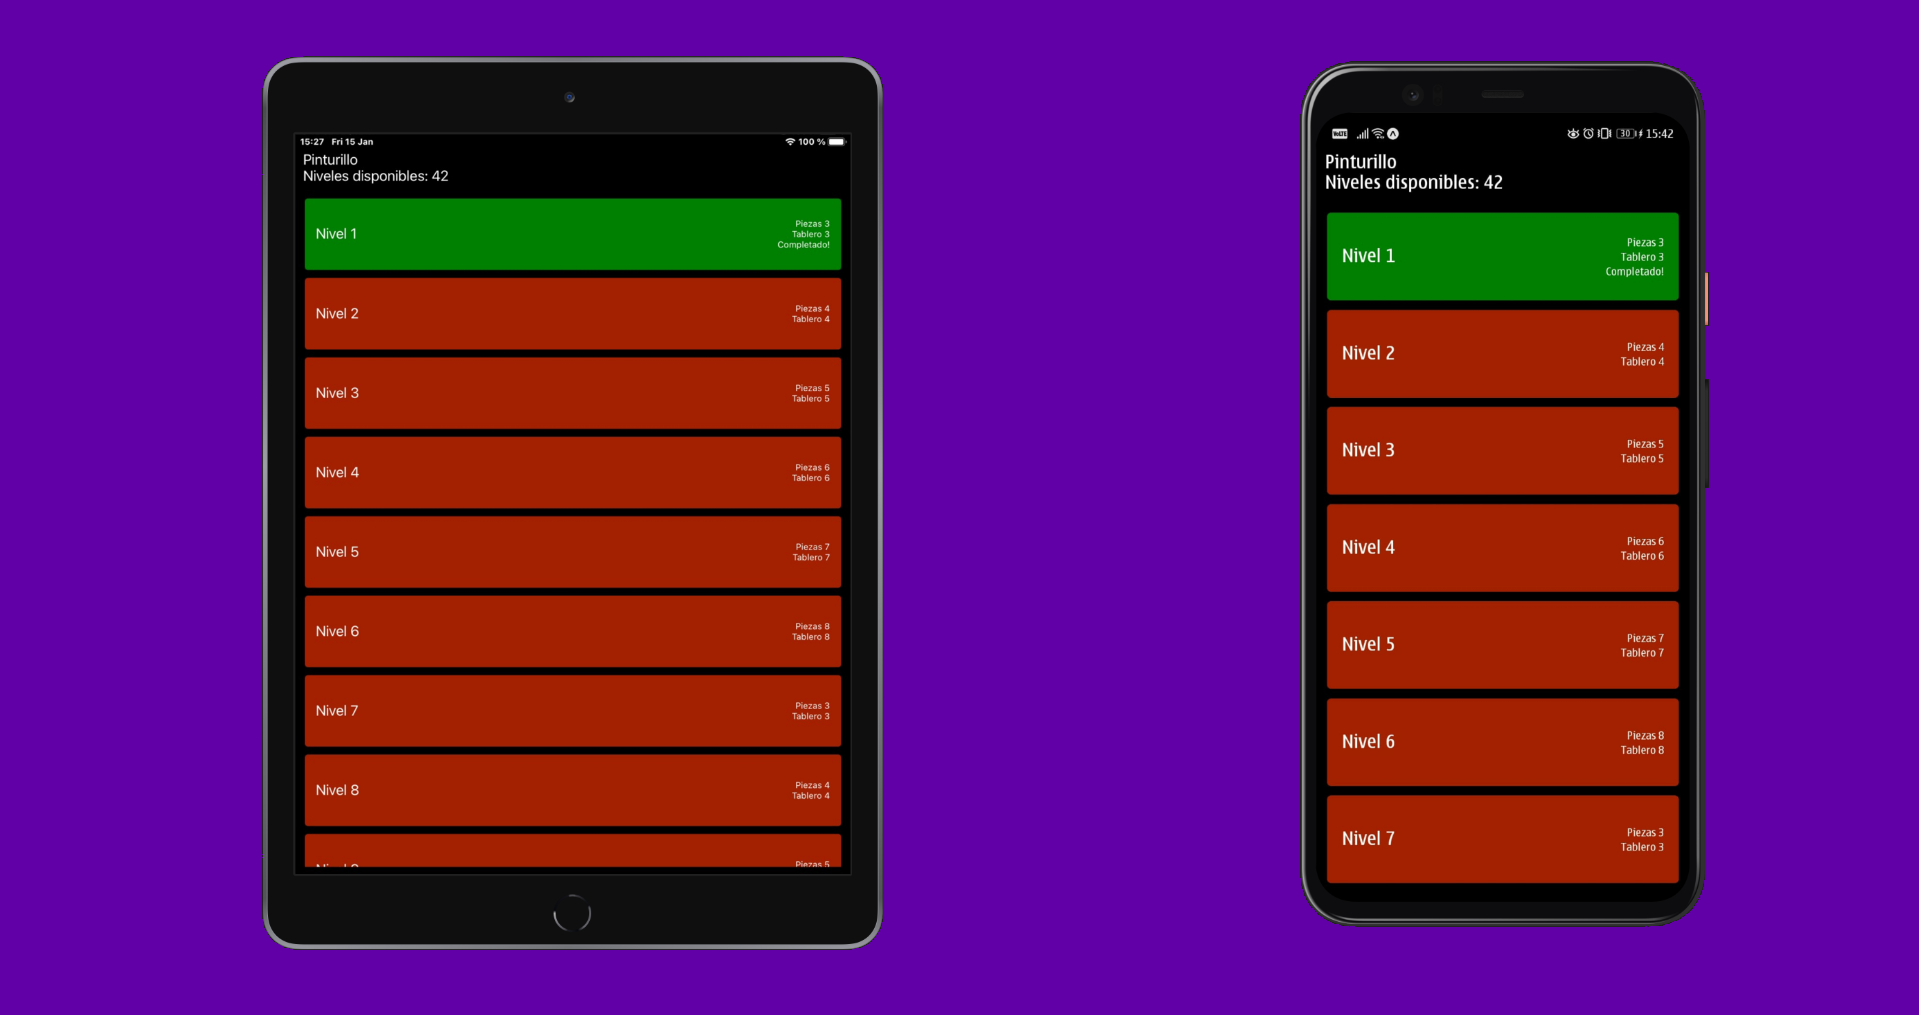 15:27 Fri 15 Jan
100 %
Pinturillo
Niveles disponibles: 42
Nivel 1
Piezas 3
Tablero 3
Completado!
Nivel 2
Piezas 4
Tablero 4
Nivel 3
Piezas 5
Tablero 5
Nivel 4
Piezas 6
Tablero 6
Nivel 5
Piezas 7
Tablero 7
Nivel 6
Piezas 8
Tablero 8
Nivel 7
Piezas 3
Tablero 3
Nivel 8
Piezas 4
Tablero 4
Piezas 5
VoLTE
30 15:42
Pinturillo
Niveles disponibles: 42
Nivel 1
Piezas 3
Tablero 3
Completado!
Nivel 2
Piezas 4
Tablero 4
Nivel 3
Piezas 5
Tablero 5
Nivel 4
Piezas 6
Tablero 6
Nivel 5
Piezas 7
Tablero 7
Nivel 6
Piezas 8
Tablero 8
Nivel 7
Piezas 3
Tablero 3